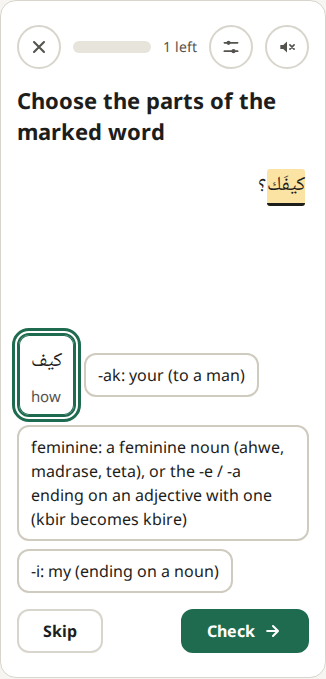 1 left
Choose the parts of the
marked word
كيفَك؟
كيف
how
-ak: your (to a man)
feminine: a feminine noun (ahwe,
madrase, teta), or the -e / -a
ending on an adjective with one
(kbir becomes kbire)
-i: my (ending on a noun)
Skip
Check